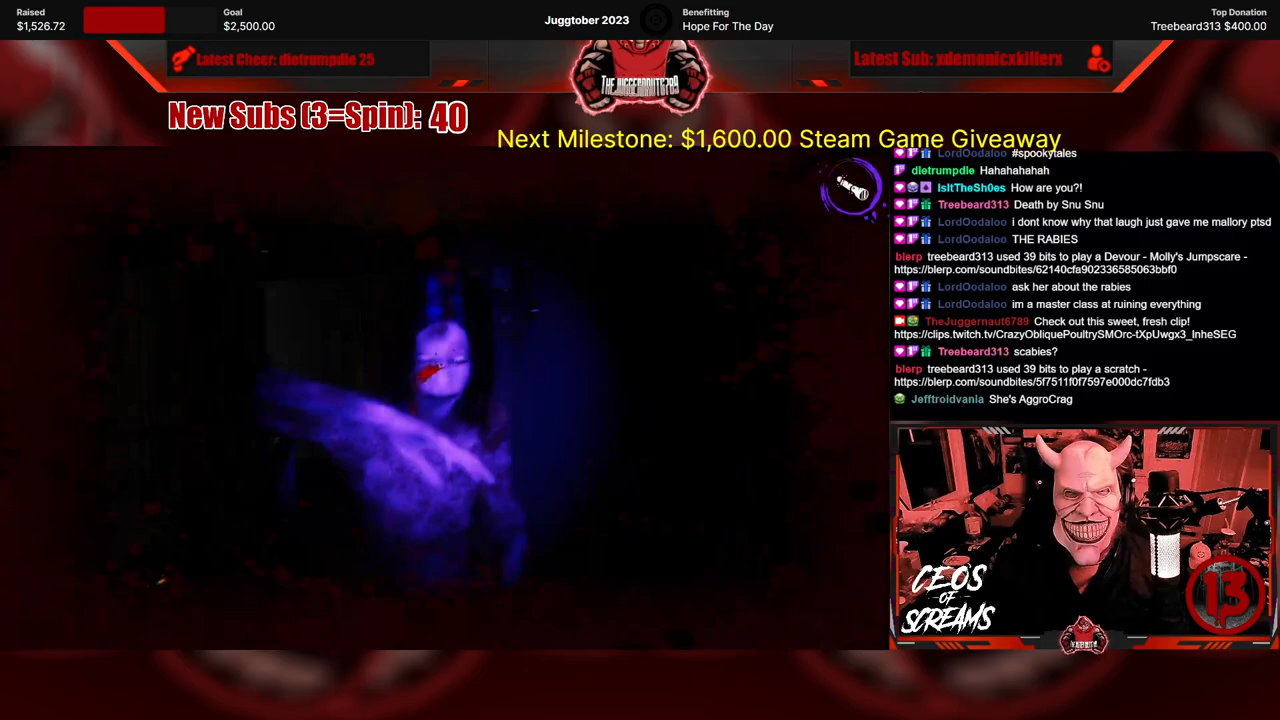 Raised
$1,526.72
Goal
$2,500.00
Juggtober 2023
Benefitting
Hope For The Day
Top Donation
Treebeard313 $400.00
Latest Cheer: dietrumpdle 25
THEJUGGERNAUT6789
Latest Sub: xdemonicxkillerx
New Subs (3=Spin): 40
Next Milestone: $1,600.00 Steam Game Giveaway
LordOodaloo #spookytales
dietrumpdle Hahahahahah
IsItTheSh0es How are you?!
Treebeard313 Death by Snu Snu
LordOodaloo i dont know why that laugh just gave me mallory ptsd
LordOodaloo THE RABIES
blerp treebeard313 used 39 bits to play a Devour - Molly's Jumpscare -
https://blerp.com/soundbites/62140cfa902336585063bbf0
LordOodaloo ask her about the rabies
LordOodaloo im a master class at ruining everything
TheJuggernaut6789 Check out this sweet, fresh clip!
https://clips.twitch.tv/CrazyObliquePoultrySMOrc-tXpUwgx3_lnheSEG
Treebeard313 scabies?
blerp treebeard313 used 39 bits to play a scratch -
https://blerp.com/soundbites/5f7511f0f7597e000dc7fdb3
Jefftroidvania She's AggroCrag
CEOS
OF
SCREAMS
13